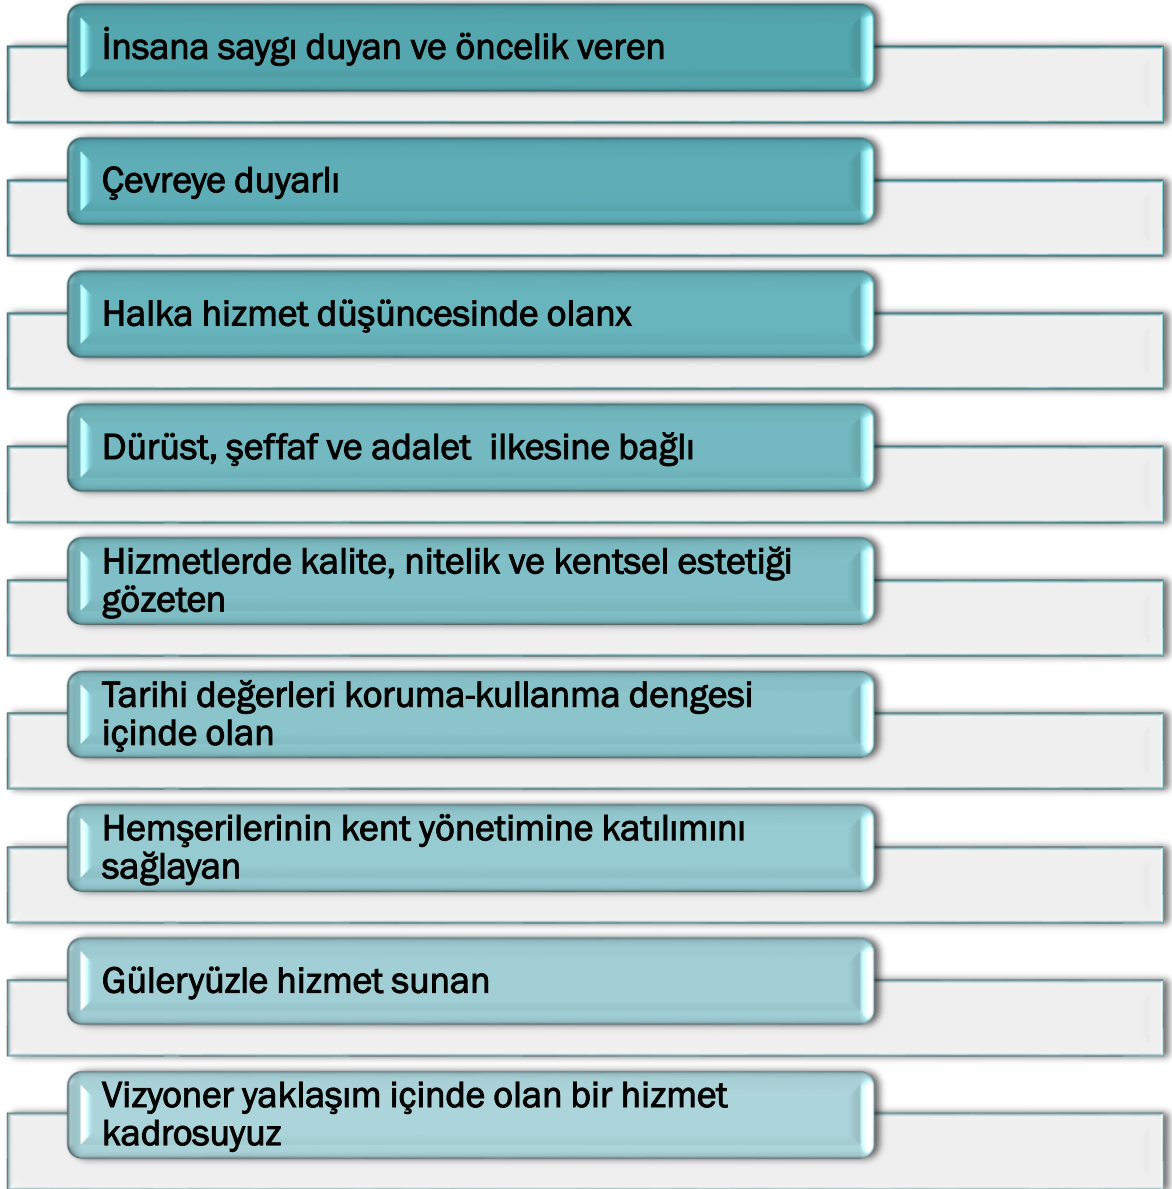 İnsana saygı duyan ve öncelik veren
Çevreye duyarlı
Halka hizmet düşüncesinde olanx
Dürüst, şeffaf ve adalet  ilkesine bağlı
Hizmetlerde kalite, nitelik ve kentsel estetiği
gözeten
Tarihi değerleri koruma-kullanma dengesi
içinde olan
Hemşerilerinin kent yönetimine katılımını
sağlayan
Güleryüzle hizmet sunan
Vizyoner yaklaşım içinde olan bir hizmet
kadrosuyuz